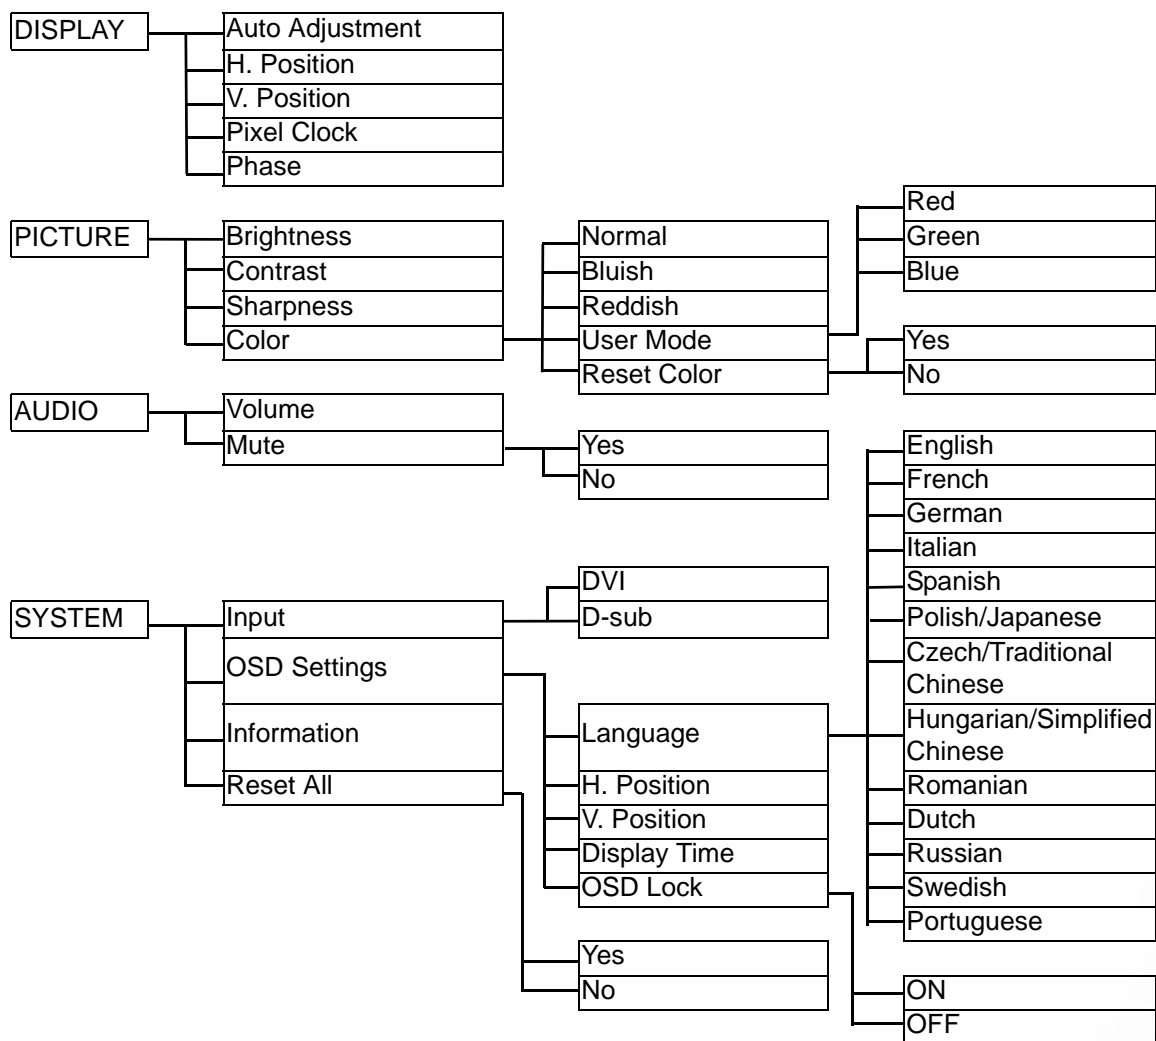 DISPLAY
Auto Adjustment
H. Position
V. Position
Pixel Clock
Phase
PICTURE
Brightness
Contrast
Sharpness
Color
Normal
Bluish
Reddish
User Mode
Reset Color
Red
Green
Blue
Yes
No
AUDIO
Volume
Mute
Yes
No
SYSTEM
Input
OSD Settings
Information
Reset All
DVI
D-sub
Language
H. Position
V. Position
Display Time
OSD Lock
Yes
No
English
French
German
Italian
Spanish
Polish/Japanese
Czech/Traditional
Chinese
Hungarian/Simplified
Chinese
Romanian
Dutch
Russian
Swedish
Portuguese
ON
OFF